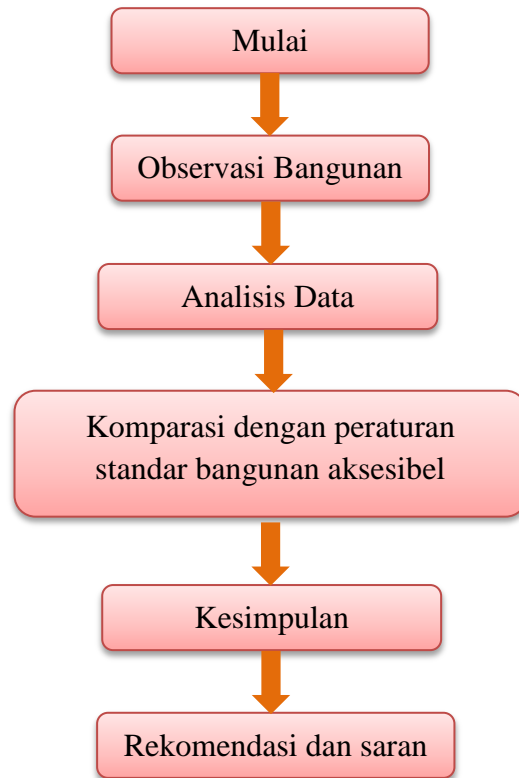 Mulai
Observasi Bangunan
Analisis Data
Komparasi dengan peraturan
standar bangunan aksesibel
Kesimpulan
Rekomendasi dan saran